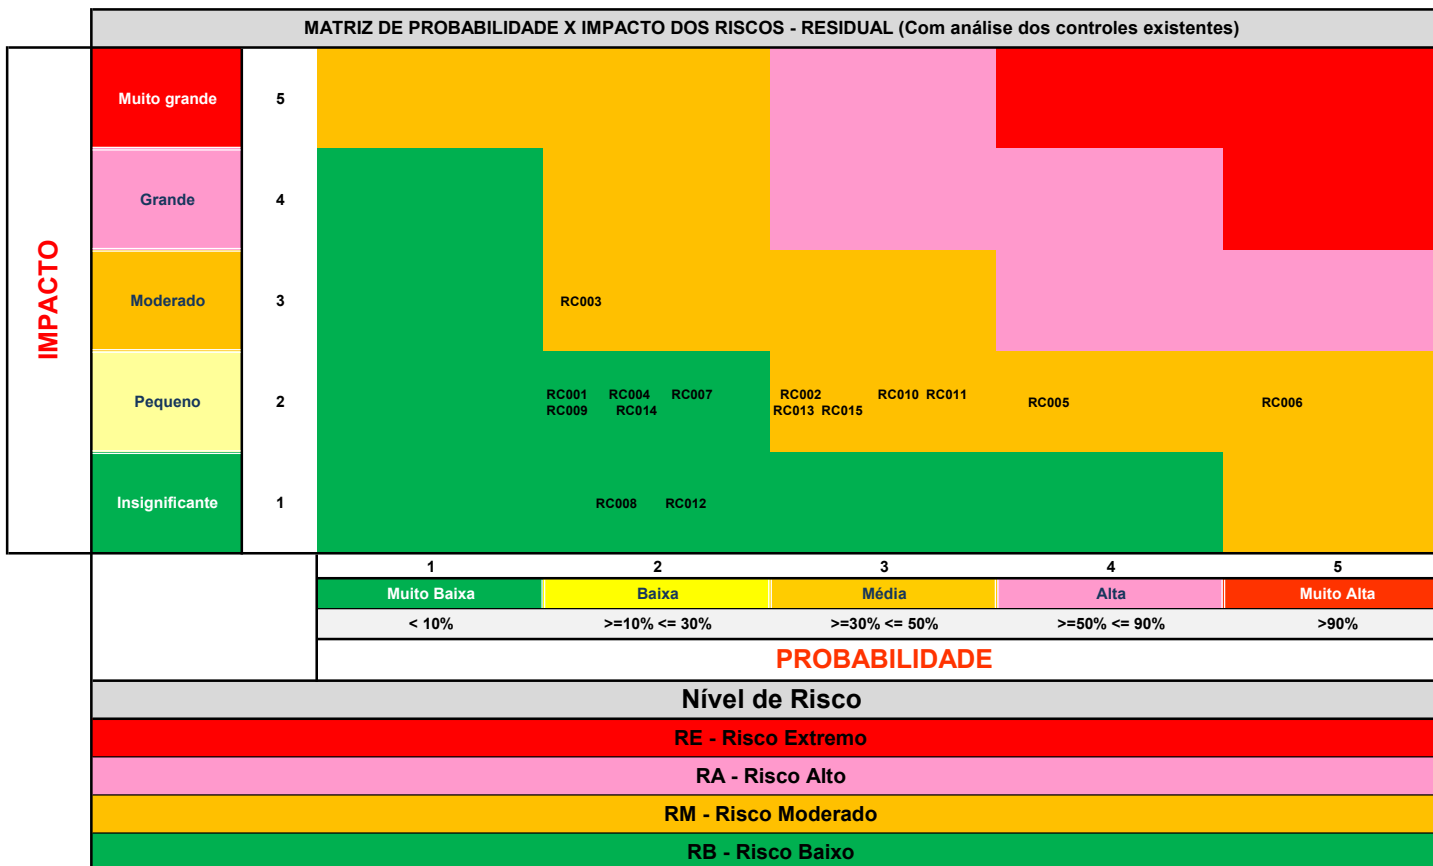 MATRIZ DE PROBABILIDADE X IMPACTO DOS RISCOS - RESIDUAL (Com análise dos controles existentes)
IMPACTO
Muito grande 5
Grande 4
Moderado 3 RC003
Pequeno 2
RC001 RC004 RC007 RC002 RC010 RC011
RC009 RC014 RC013 RC015
RC005 RC006
Insignificante 1 RC008 RC012
1 2 3 4 5
Muito Baixa Baixa Média Alta Muito Alta
< 10% >=10% <= 30% >=30% <= 50% >=50% <= 90% >90%
PROBABILIDADE
Nível de Risco
RE - Risco Extremo
RA - Risco Alto
RM - Risco Moderado
RB - Risco Baixo